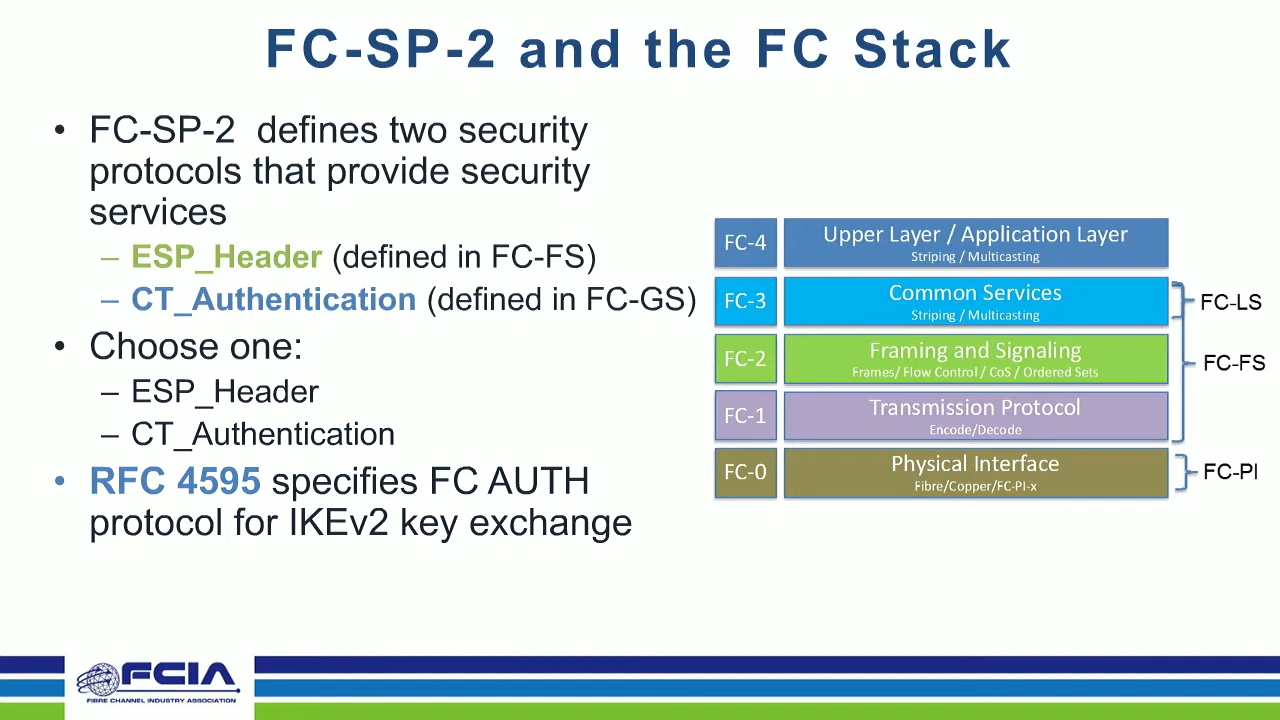 FC-SP-2 and the FC Stack
• FC-SP-2 defines two security
protocols that provide security
services
– ESP_Header (defined in FC-FS)
– CT_Authentication (defined in FC-GS)
• Choose one:
– ESP_Header
– CT_Authentication
• RFC 4595 specifies FC AUTH
protocol for IKEv2 key exchange
FC-4
Upper Layer / Application Layer
Striping / Multicasting
FC-3
Common Services
Striping / Multicasting
FC-LS
FC-2
Framing and Signaling
Frames/ Flow Control / CoS / Ordered Sets
FC-FS
FC-1
Transmission Protocol
Encode/Decode
FC-0
Physical Interface
Fibre/Copper/FC-PI-x
FC-PI
FCIA
FIBRE CHANNEL INDUSTRY ASSOCIATION